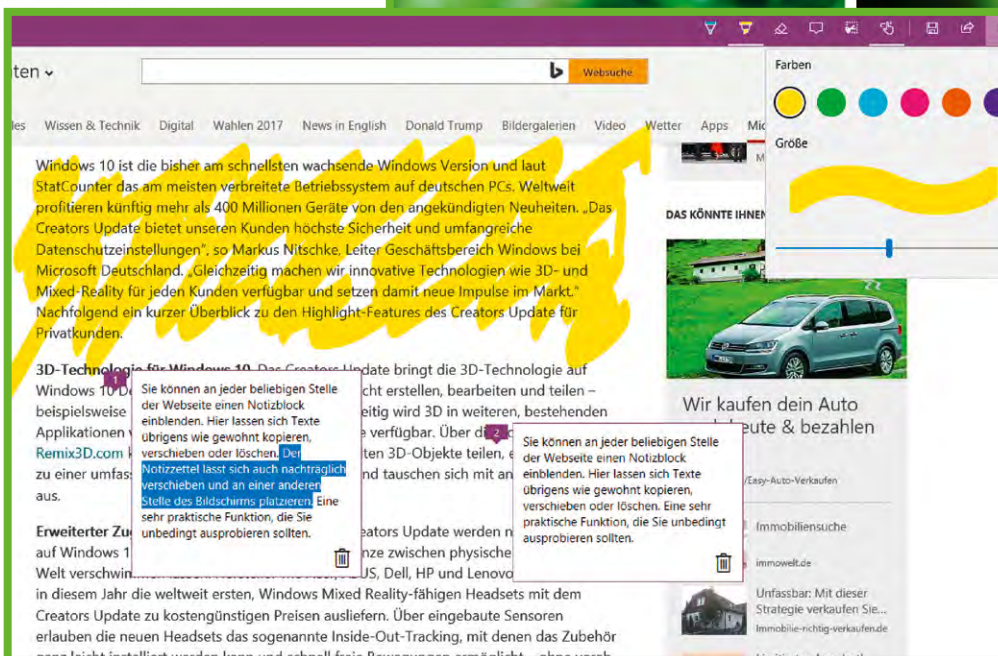 ten
Websuche
Farben
Wissen & Technik Digital Wahlen 2017 News in English Donald Trump Bildergalerien Video Wetter Apps
Größe
Windows 10 ist die bisher am schnellsten wachsende Windows Version und laut
StatCounter das am meisten verbreitete Betriebssystem auf deutschen PCs. Weltweit
profitieren künftig mehr als 400 Millionen Geräte von den angekündigten Neuheiten. „Das
Creators Update bietet unseren Kunden höchste Sicherheit und umfangreiche
Datenschutzeinstellungen“, so Markus Nitschke, Leiter Geschäftsbereich Windows bei
Microsoft Deutschland. „Gleichzeitig machen wir innovative Technologien wie 3D- und
Mixed-Reality für jeden Kunden verfügbar und setzen damit neue Impulse im Markt.“
Nachfolgend ein kurzer Überblick zu den Highlight-Features des Creators Update für
Privatkunden.
DAS KÖNNTE IHNEN
3D-Technologie für Windows 10 Das Creators Update bringt die 3D-Technologie auf
Windows 10 cht erstellen, bearbeiten und teilen –
beispielsweise eitig wird 3D in weiteren, bestehenden
Applikationen verfügbar. Über
Remix3D.com ten 3D-Objekte teilen,
zu einer umfas nd tauschen sich mit an
aus.
1
Sie können an jeder beliebigen Stelle
der Webseite einen Notizblock
einblenden. Hier lassen sich Texte
übrigens wie gewohnt kopieren,
verschieben oder löschen. Der
Notizzettel lässt sich auch nachträglich
verschieben und an einer anderen
Stelle des Bildschirms platzieren. Eine
sehr praktische Funktion, die Sie
unbedingt ausprobieren sollten.
2
Sie können an jeder beliebigen Stelle
der Webseite einen Notizblock
einblenden. Hier lassen sich Texte
übrigens wie gewohnt kopieren,
verschieben oder löschen. Eine sehr
praktische Funktion, die Sie unbedingt
ausprobieren sollten.
Erweiterter Zu eators Update werden
auf Windows 1 nze zwischen physische
Welt US, Dell, HP und Lenovo
in diesem Jahr die weltweit ersten, Windows Mixed Reality-fähigen Headsets mit dem
Creators Update zu kostengünstigen Preisen ausliefern. Über eingebaute Sensoren
erlauben die neuen Headsets das sogenannte Inside-Out-Tracking, mit denen das Zubehör
Wir kaufen dein Auto
eute & bezahlen
/Easy-Auto-Verkaufen
Immobiliensuche
immowelt.de
Unfassbar: Mit dieser
Strategie verkaufen Sie...
Immobilie-richtig-verkaufen.de